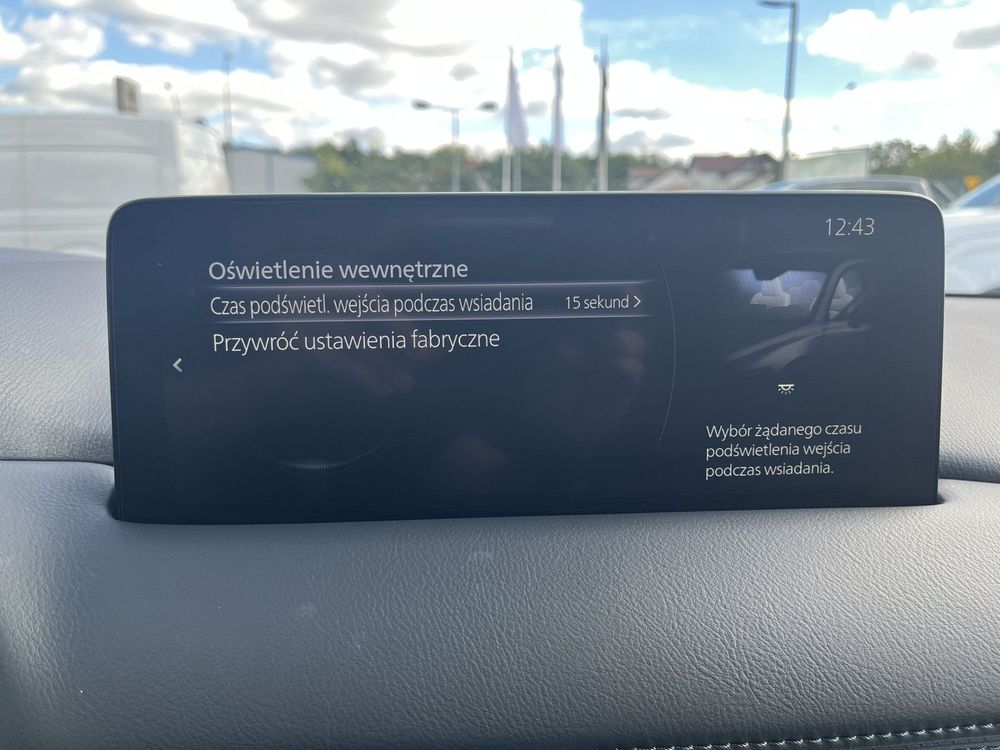 12:43
Oświetlenie wewnętrzne
Czas podświetl. wejścia podczas wsiadania 15 sekund >
Przywróć ustawienia fabryczne
<
Wybór żądanego czasu
podświetlenia wejścia
podczas wsiadania.